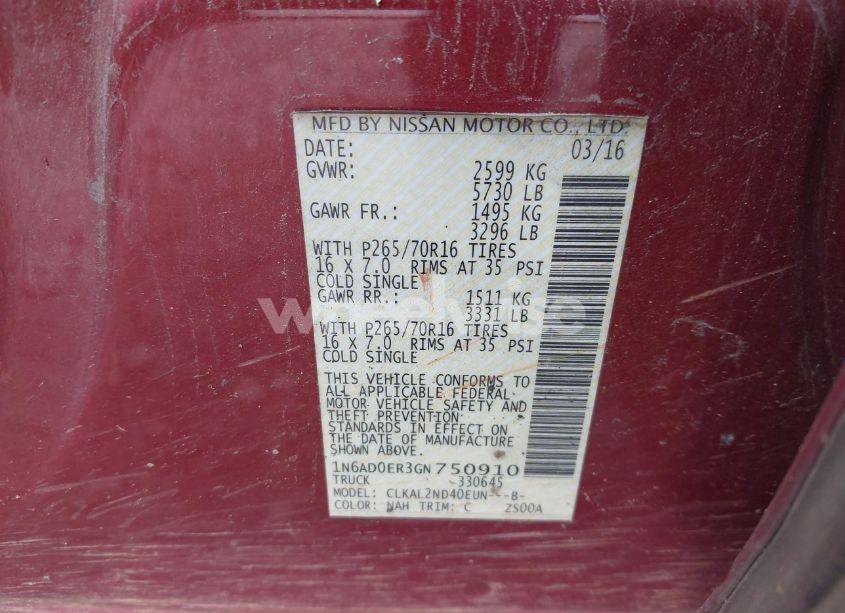 MFD BY NISSAN MOTOR CO., LTD.
DATE: 03/16
GVWR: 2599 KG
5730 LB
GAWR FR.: 1495 KG
3296 LB
WITH P265/70R16 TIRES
16 X 7.0 RIMS AT 35 PSI
COLD SINGLE
GAWR RR.: 1511 KG
3331 LB
WITH P265/70R16 TIRES
16 X 7.0 RIMS AT 35 PSI
COLD SINGLE
THIS VEHICLE CONFORMS TO
ALL APPLICABLE FEDERAL
MOTOR VEHICLE SAFETY AND
THEFT PREVENTION
STANDARDS IN EFFECT ON
THE DATE OF MANUFACTURE
SHOWN ABOVE.
1N6AD0ER3GN750910
TRUCK 330645
MODEL: CLKAL2ND40EUN---B-
COLOR: NAH TRIM: C ZS00A